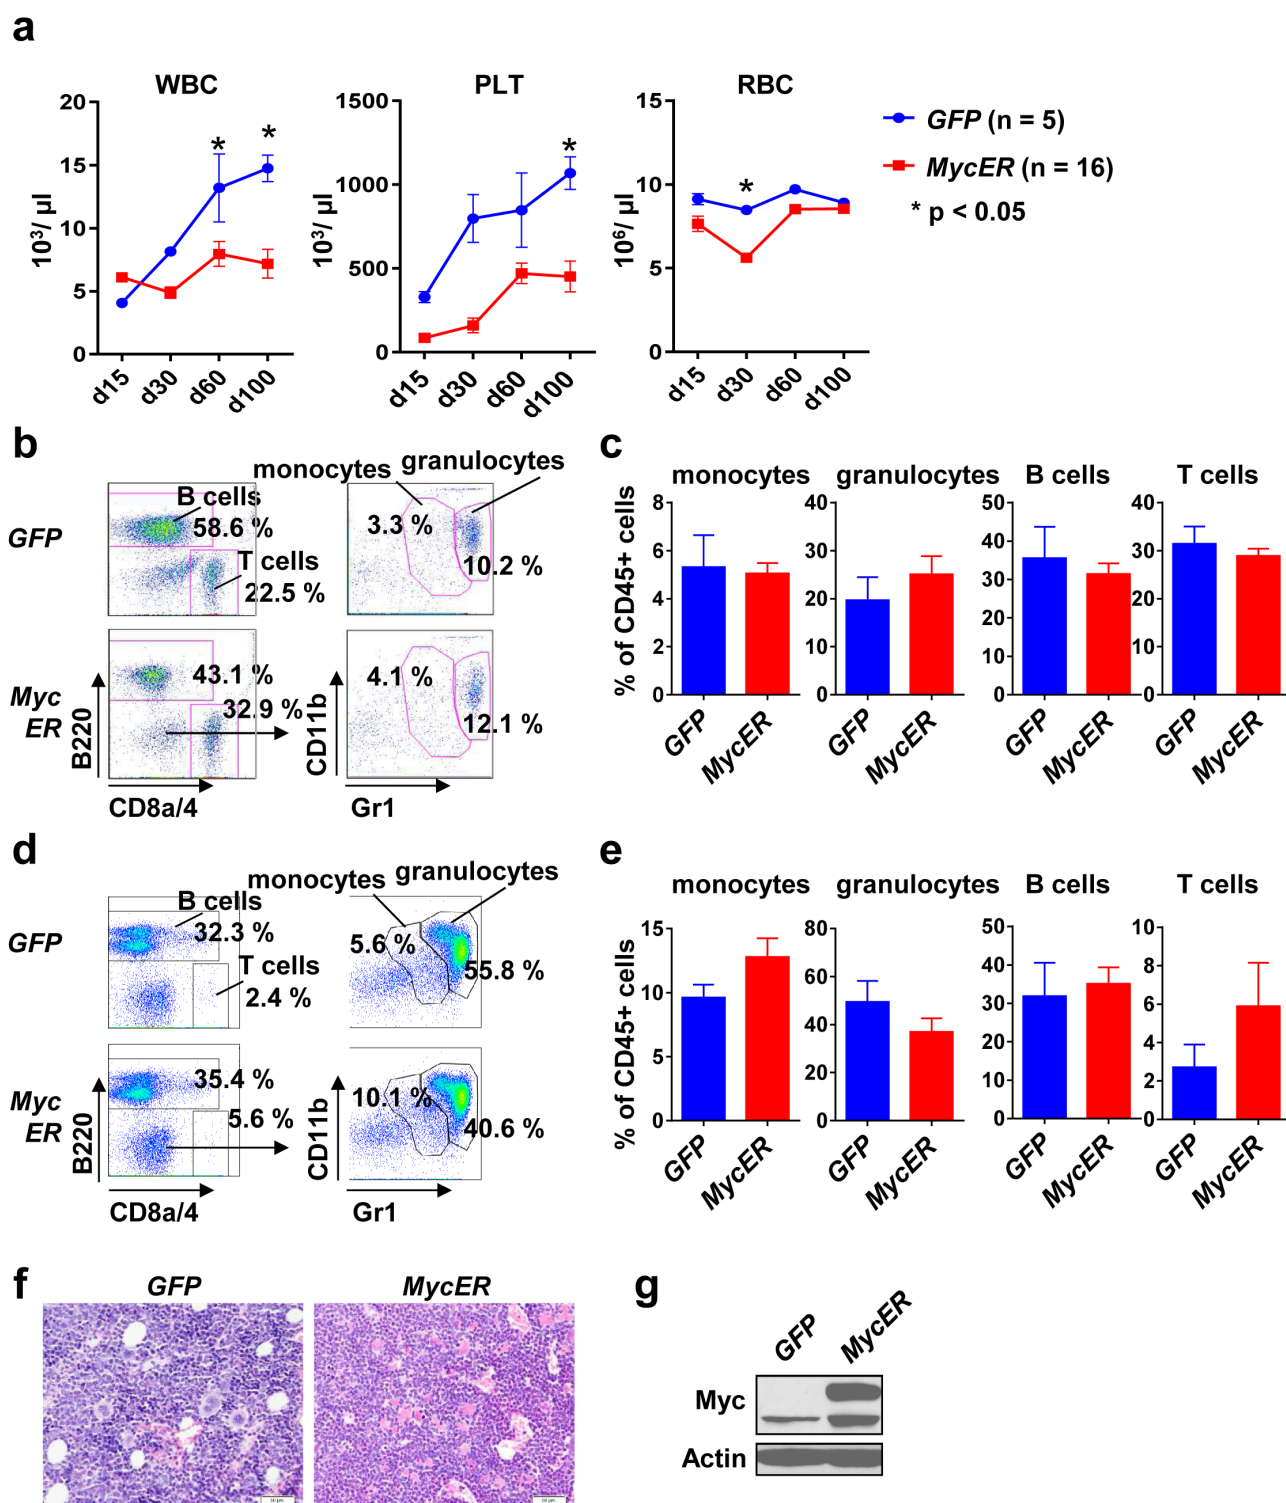 a
WBC
PLT
RBC
20
15
10
5
0
10³/ µl
d15
d30
d60
d100
*
*
1500
1000
500
0
10³/ µl
d15
d30
d60
d100
*
15
10
5
0
10⁶/ µl
d15
d30
d60
d100
*
GFP (n = 5)
MycER (n = 16)
* p < 0.05
b
monocytes
granulocytes
GFP
B cells
58.6 %
T cells
22.5 %
3.3 %
10.2 %
Myc
ER
43.1 %
32.9 %
4.1 %
12.1 %
B220
CD8a/4
CD11b
Gr1
c
% of CD45+ cells
monocytes
8
6
4
2
0
GFP
MycER
granulocytes
40
30
20
10
0
GFP
MycER
B cells
50
40
30
20
10
0
GFP
MycER
T cells
40
30
20
10
0
GFP
MycER
d
monocytes
granulocytes
GFP
B cells
32.3 %
T cells
2.4 %
5.6 %
55.8 %
Myc
ER
35.4 %
5.6 %
10.1 %
40.6 %
B220
CD8a/4
CD11b
Gr1
e
% of CD45+ cells
monocytes
15
10
5
0
GFP
MycER
granulocytes
80
60
40
20
0
GFP
MycER
B cells
50
40
30
20
10
0
GFP
MycER
T cells
10
8
6
4
2
0
GFP
MycER
f
GFP
MycER
g
GFP
MycER
Myc
Actin